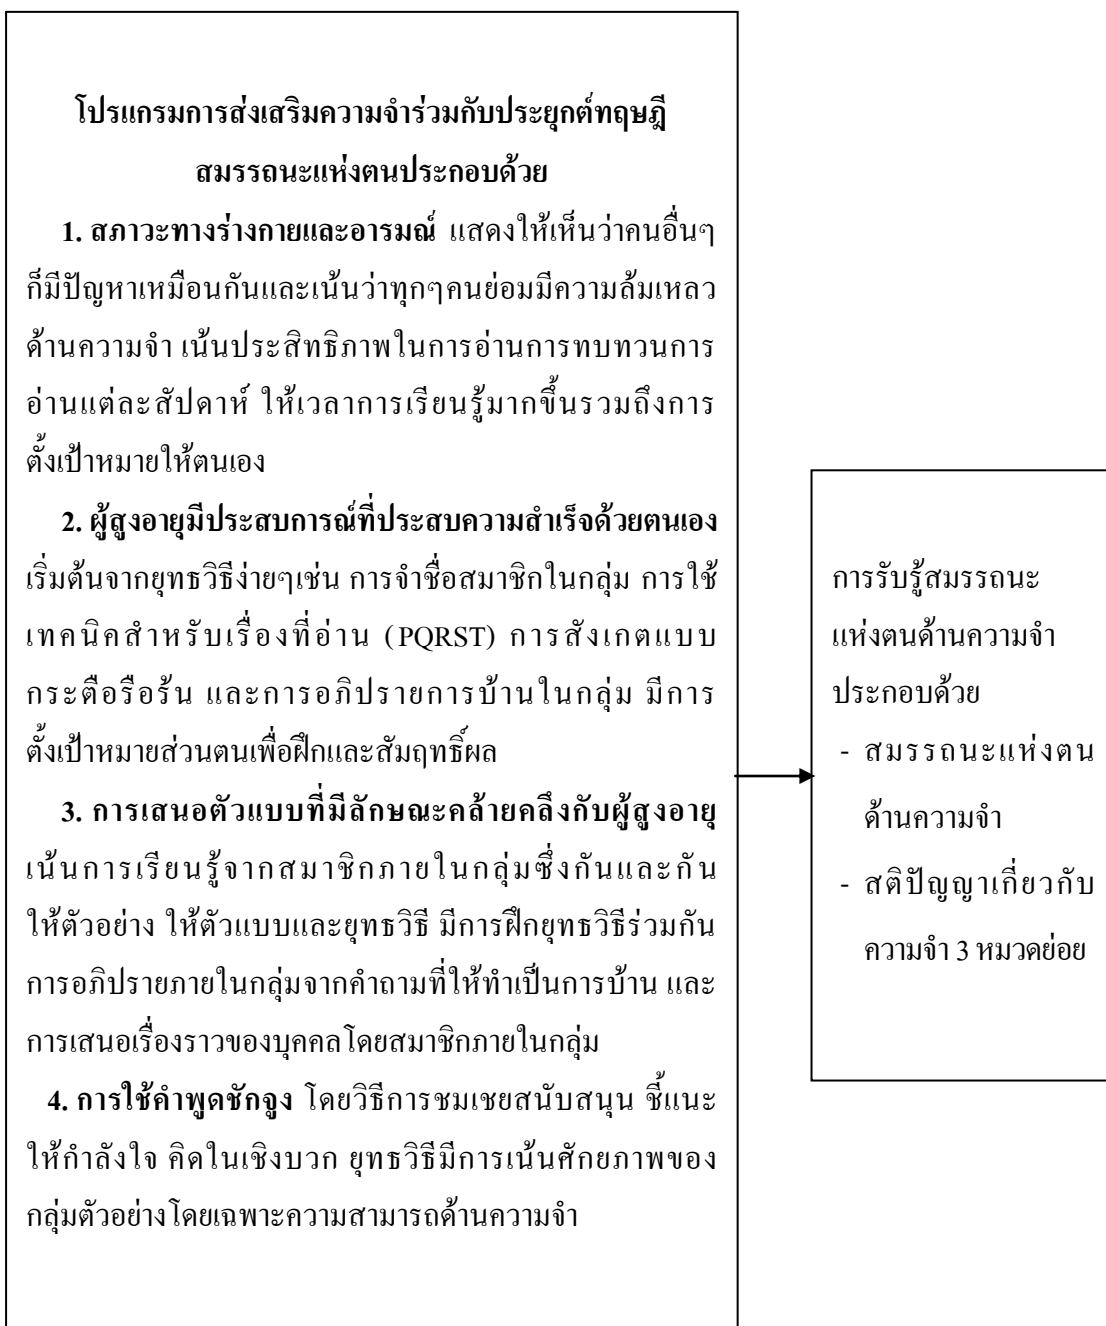 โปรแกรมการส่งเสริมความจำร่วมกับประยุกต์ทฤษฎี
สมรรถนะแห่งตนประกอบด้วย
1. สภาวะทางร่างกายและอารมณ์ แสดงให้เห็นว่าคนอื่นๆ
ก็มีปัญหาเหมือนกันและเน้นว่าทุกๆคนย่อมมีความล้มเหลว
ด้านความจำ เน้นประสิทธิภาพในการอ่านการทบทวนการ
อ่านแต่ละสัปดาห์ ให้เวลาการเรียนรู้มากขึ้นรวมถึงการ
ตั้งเป้าหมายให้ตนเอง
2. ผู้สูงอายุมีประสบการณ์ที่ประสบความสำเร็จด้วยตนเอง
เริ่มต้นจากยุทธวิธีง่ายๆเช่น การจำชื่อสมาชิกในกลุ่ม การใช้
เทคนิคสำหรับเรื่องที่อ่าน (PQRST) การสังเกตแบบ
กระตือรือร้น และการอภิปรายการบ้านในกลุ่ม มีการ
ตั้งเป้าหมายส่วนตนเพื่อฝึกและสัมฤทธิ์ผล
3. การเสนอตัวแบบที่มีลักษณะคล้ายคลึงกับผู้สูงอายุ
เน้นการเรียนรู้จากสมาชิกภายในกลุ่มซึ่งกันและกัน
ให้ตัวอย่าง ให้ตัวแบบและยุทธวิธี มีการฝึกยุทธวิธีร่วมกัน
การอภิปรายภายในกลุ่มจากคำถามที่ให้ทำเป็นการบ้าน และ
การเสนอเรื่องราวของบุคคลโดยสมาชิกภายในกลุ่ม
4. การใช้คำพูดชักจูง โดยวิธีการชมเชยสนับสนุน ชี้แนะ
ให้กำลังใจ คิดในเชิงบวก ยุทธวิธีมีการเน้นศักยภาพของ
กลุ่มตัวอย่างโดยเฉพาะความสามารถด้านความจำ
การรับรู้สมรรถนะ
แห่งตนด้านความจำ
ประกอบด้วย
- สมรรถนะแห่งตน
ด้านความจำ
- สติปัญญาเกี่ยวกับ
ความจำ 3 หมวดย่อย